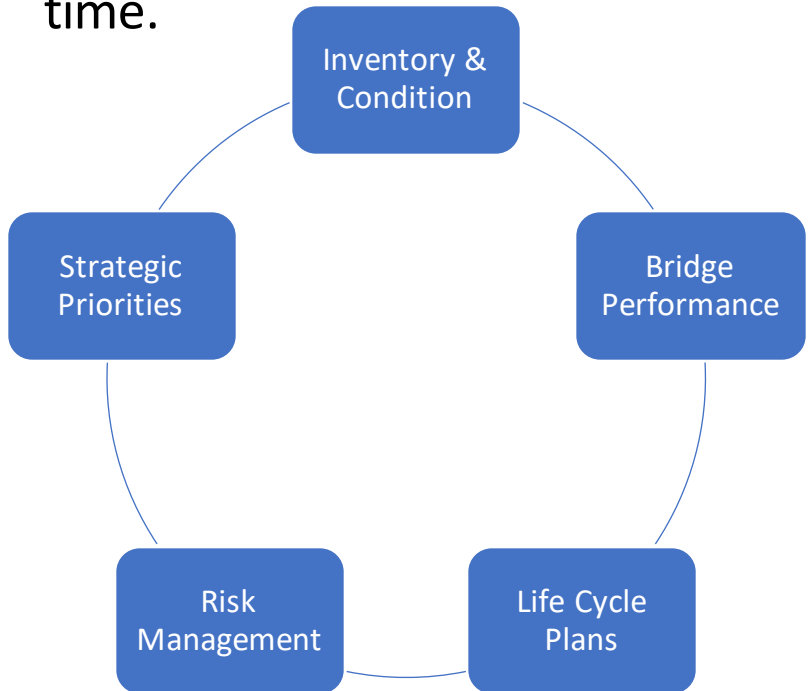 time.
Inventory &
Condition
Bridge
Performance
Life Cycle
Plans
Risk
Management
Strategic
Priorities